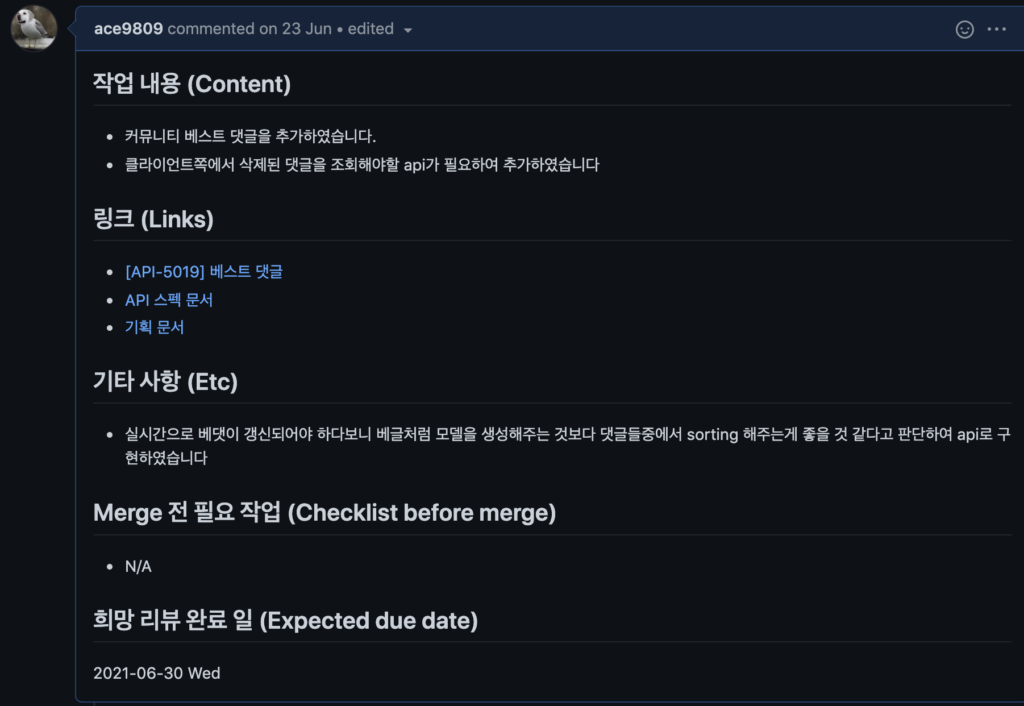 ace9809 commented on 23 Jun • edited
작업 내용 (Content)
커뮤니티 베스트 댓글을 추가하였습니다.
클라이언트쪽에서 삭제된 댓글을 조회해야할 api가 필요하여 추가하였습니다
링크 (Links)
[API-5019] 베스트 댓글
API 스펙 문서
기획 문서
기타 사항 (Etc)
실시간으로 베댓이 갱신되어야 하다보니 베글처럼 모델을 생성해주는 것보다 댓글들중에서 sorting 해주는게 좋을 것 같다고 판단하여 api로 구
현하였습니다
Merge 전 필요 작업 (Checklist before merge)
N/A
희망 리뷰 완료 일 (Expected due date)
2021-06-30 Wed